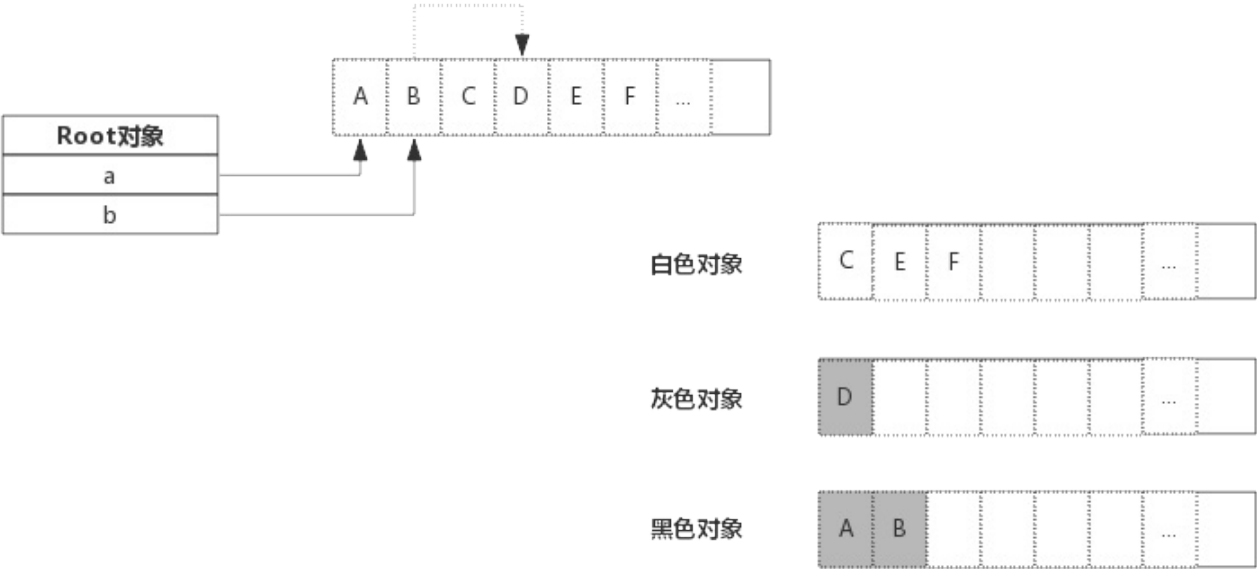 A B C D E F ...
Root对象
a
b
白色对象 C E F ...
灰色对象 D ...
黑色对象 A B ...